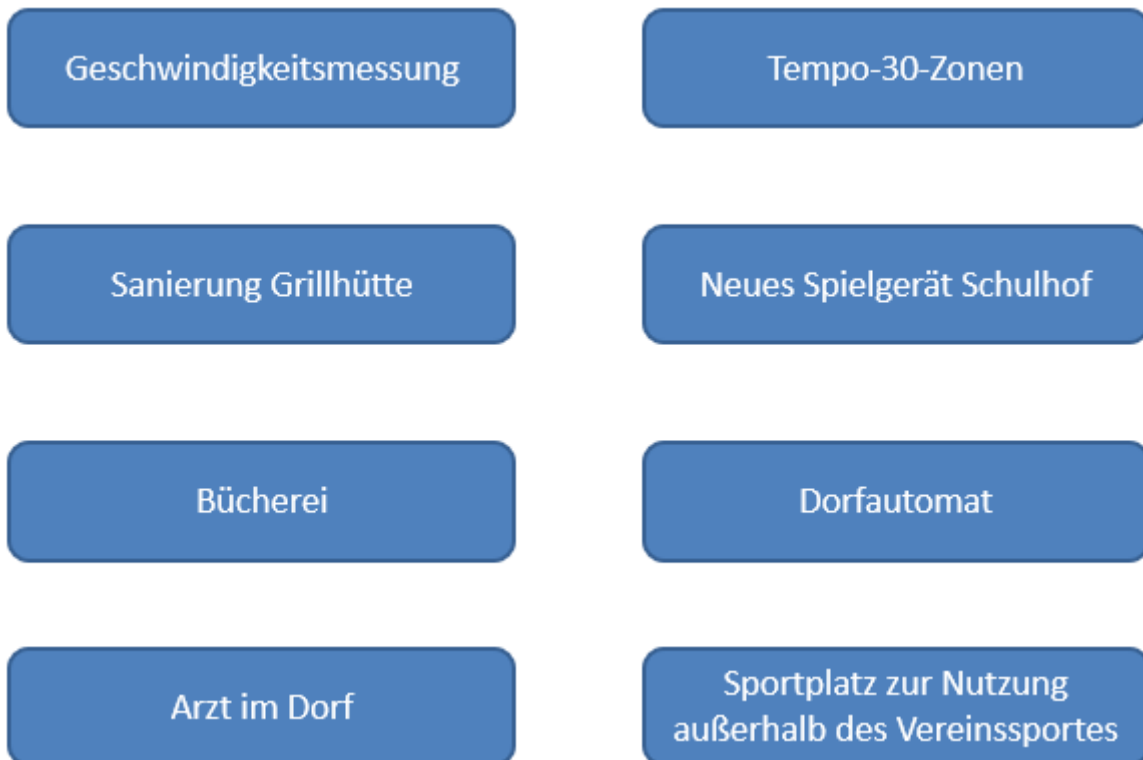 Geschwindigkeitsmessung
Tempo-30-Zonen
Sanierung Grillhütte
Neues Spielgerät Schulhof
Bücherei
Dorfautomat
Arzt im Dorf
Sportplatz zur Nutzung
außerhalb des Vereinssportes